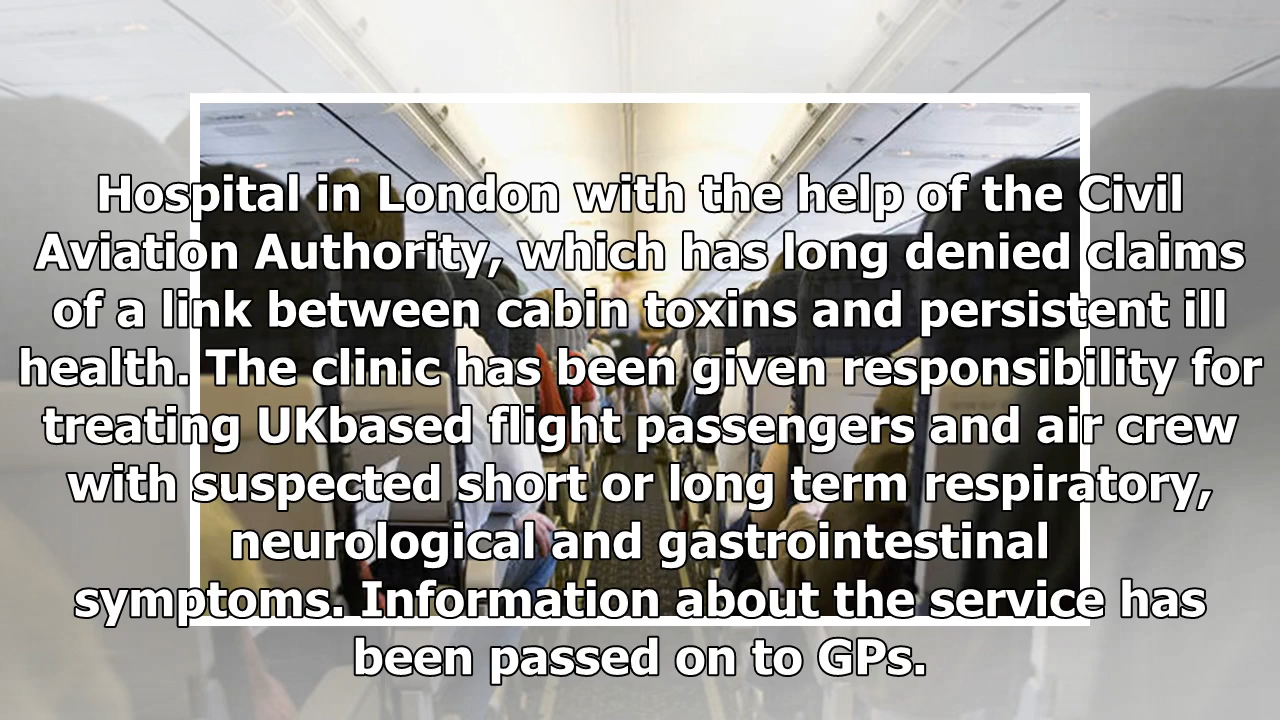 Hospital in London with the help of the Civil
Aviation Authority, which has long denied claims
of a link between cabin toxins and persistent ill
health. The clinic has been given responsibility for
treating UKbased flight passengers and air crew
with suspected short or long term respiratory,
neurological and gastrointestinal
symptoms. Information about the service has
been passed on to GPs.